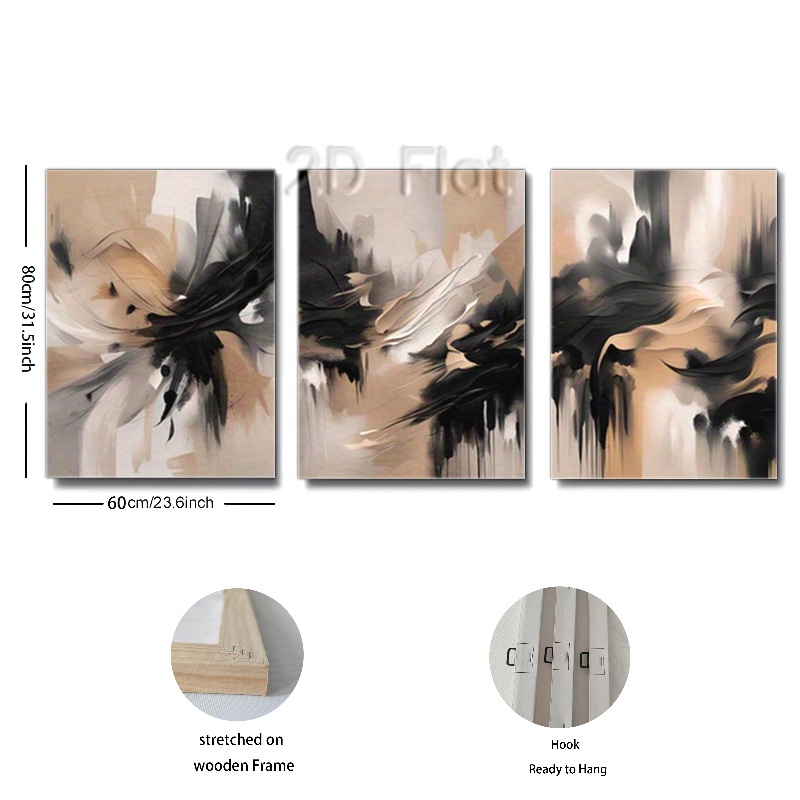 2D Flat
80cm/31.5inch
60cm/23.6inch
stretched on
wooden Frame
Hook
Ready to Hang